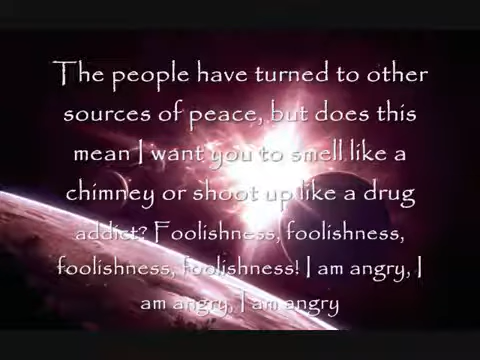 The people have turned to other
sources of peace, but does this
mean I want you to smell like a
chimney or shoot up like a drug
addict? Foolishness, foolishness,
foolishness, foolishness! I am angry, I
am angry, I am angry